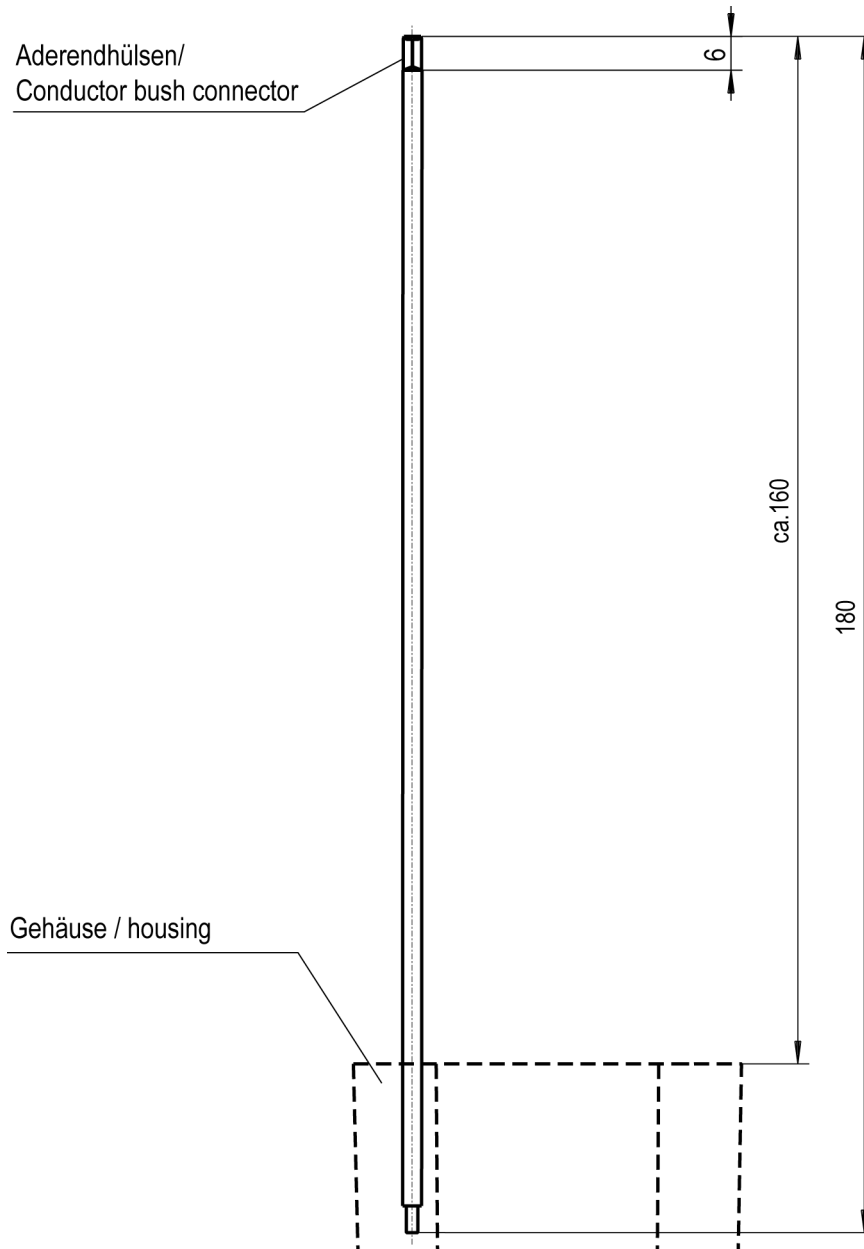 Aderendhülsen/
Conductor bush connector
6
ca.160
180
Gehäuse / housing